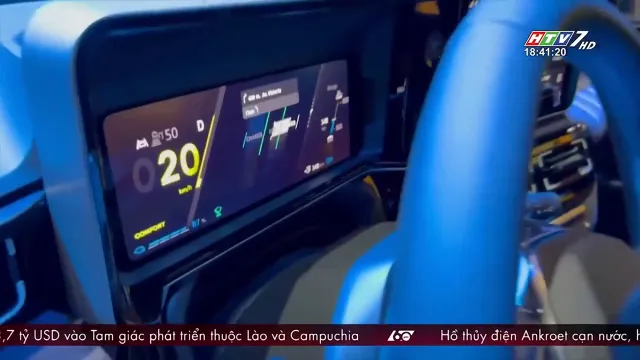 HTV7 HD
18:41:20
50
D
020
km/h
COMFORT
,7 tỷ USD vào Tam giác phát triển thuộc Lào và Campuchia
Hồ thủy điện Ankroet cạn nước, h